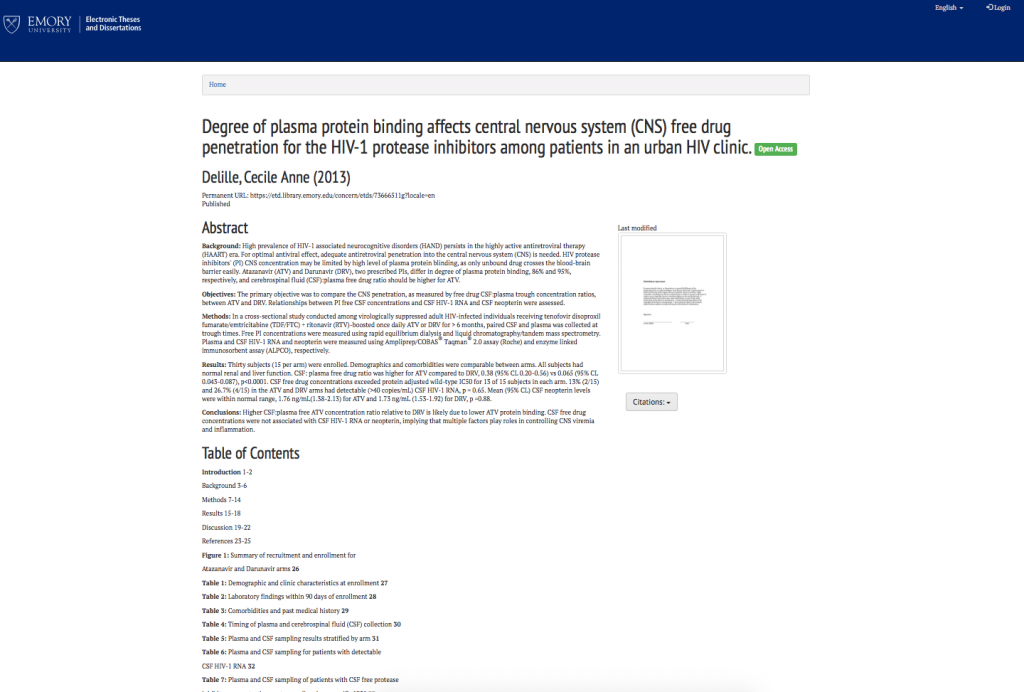 EMORY
UNIVERSITY
Electronic Theses
and Dissertations
English
Login
Home
Degree of plasma protein binding affects central nervous system (CNS) free drug
penetration for the HIV-1 protease inhibitors among patients in an urban HIV clinic. Open Access
Delille, Cecile Anne (2013)
Permanent URL: https://etd.library.emory.edu/concern/etds/73666511g?locale=en
Published
Abstract
Background: High prevalence of HIV-1 associated neurocognitive disorders (HAND) persists in the highly active antiretroviral therapy
(HAART) era. For optimal antiviral effect, adequate antiretroviral penetration into the central nervous system (CNS) is needed. HIV protease
inhibitors' (PI) CNS concentration may be limited by high level of plasma protein blinding, as only unbound drug crosses the blood-brain
barrier easily. Atazanavir (ATV) and Darunavir (DRV), two prescribed PIs, differ in degree of plasma protein binding, 86% and 95%,
respectively, and cerebrospinal fluid (CSF):plasma free drug ratio should be higher for ATV.
Objectives: The primary objective was to compare the CNS penetration, as measured by free drug CSF:plasma trough concentration ratios,
between ATV and DRV. Relationships between PI free CSF concentrations and CSF HIV-1 RNA and CSF neopterin were assessed.
Methods: In a cross-sectional study conducted among virologically suppressed adult HIV-infected individuals receiving tenofovir disoproxil
fumarate/emtricitabine (TDF/FTC) + ritonavir (RTV)-boosted once daily ATV or DRV for > 6 months, paired CSF and plasma was collected at
trough times. Free PI concentrations were measured using rapid equilibrium dialysis and liquid chromatography/tandem mass spectrometry.
Plasma and CSF HIV-1 RNA and neopterin were measured using Ampliprep/COBAS® Taqman® 2.0 assay (Roche) and enzyme linked
immunosorbent assay (ALPCO), respectively.
Results: Thirty subjects (15 per arm) were enrolled. Demographics and comorbidities were comparable between arms. All subjects had
normal renal and liver function. CSF: plasma free drug ratio was higher for ATV compared to DRV, 0.38 (95% CL 0.20-0.56) vs 0.065 (95% CL
0.043-0.087), p<0.0001. CSF free drug concentrations exceeded protein adjusted wild-type IC50 for 13 of 15 subjects in each arm. 13% (2/15)
and 26.7% (4/15) in the ATV and DRV arms had detectable (>40 copies/mL) CSF HIV-1 RNA, p = 0.65. Mean (95% CL) CSF neopterin levels
were within normal range, 1.76 ng/mL(1.38-2.13) for ATV and 1.73 ng/mL (1.53-1.92) for DRV, p =0.88.
Conclusions: Higher CSF:plasma free ATV concentration ratio relative to DRV is likely due to lower ATV protein binding. CSF free drug
concentrations were not associated with CSF HIV-1 RNA or neopterin, implying that multiple factors play roles in controlling CNS viremia
and inflammation.
Last modified
Citations:
Table of Contents
Introduction 1-2
Background 3-6
Methods 7-14
Results 15-18
Discussion 19-22
References 23-25
Figure 1: Summary of recruitment and enrollment for
Atazanavir and Darunavir arms 26
Table 1: Demographic and clinic characteristics at enrollment 27
Table 2: Laboratory findings within 90 days of enrollment 28
Table 3: Comorbidities and past medical history 29
Table 4: Timing of plasma and cerebrospinal fluid (CSF) collection 30
Table 5: Plasma and CSF sampling results stratified by arm 31
Table 6: Plasma and CSF sampling for patients with detectable
CSF HIV-1 RNA 32
Table 7: Plasma and CSF sampling of patients with CSF free protease